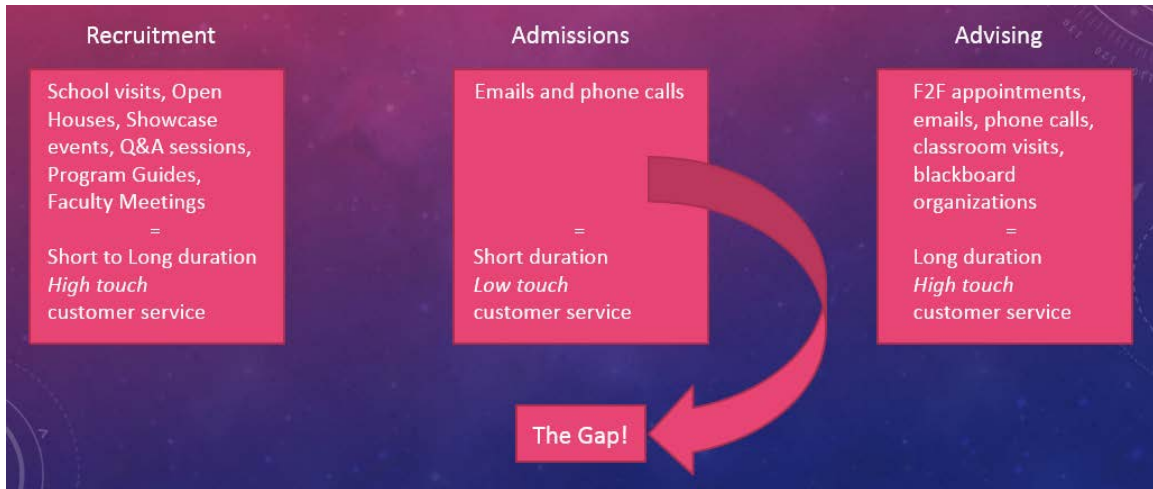 Recruitment
School visits, Open
Houses, Showcase
events, Q&A sessions,
Program Guides,
Faculty Meetings
=
Short to Long duration
High touch
customer service
Admissions
Emails and phone calls
=
Short duration
Low touch
customer service
Advising
F2F appointments,
emails, phone calls,
classroom visits,
blackboard
organizations
=
Long duration
High touch
customer service
The Gap!